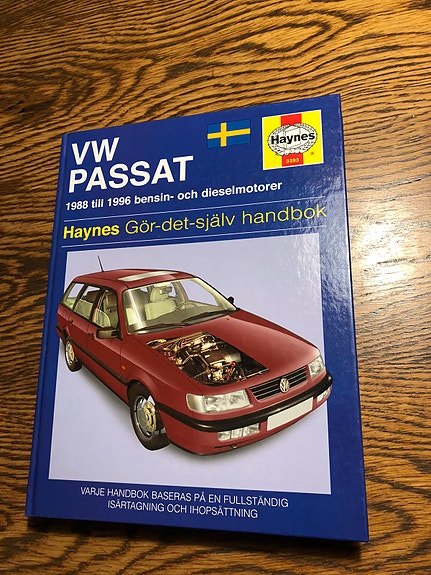 VW
PASSAT
1988 till 1996 bensin- och dieselmotorer
Haynes
3393
Haynes Gör-det-själv handbok
VARJE HANDBOK BASERAS PÅ EN FULLSTÄNDIG
ISÄRTAGNING OCH IHOPSÄTTNING